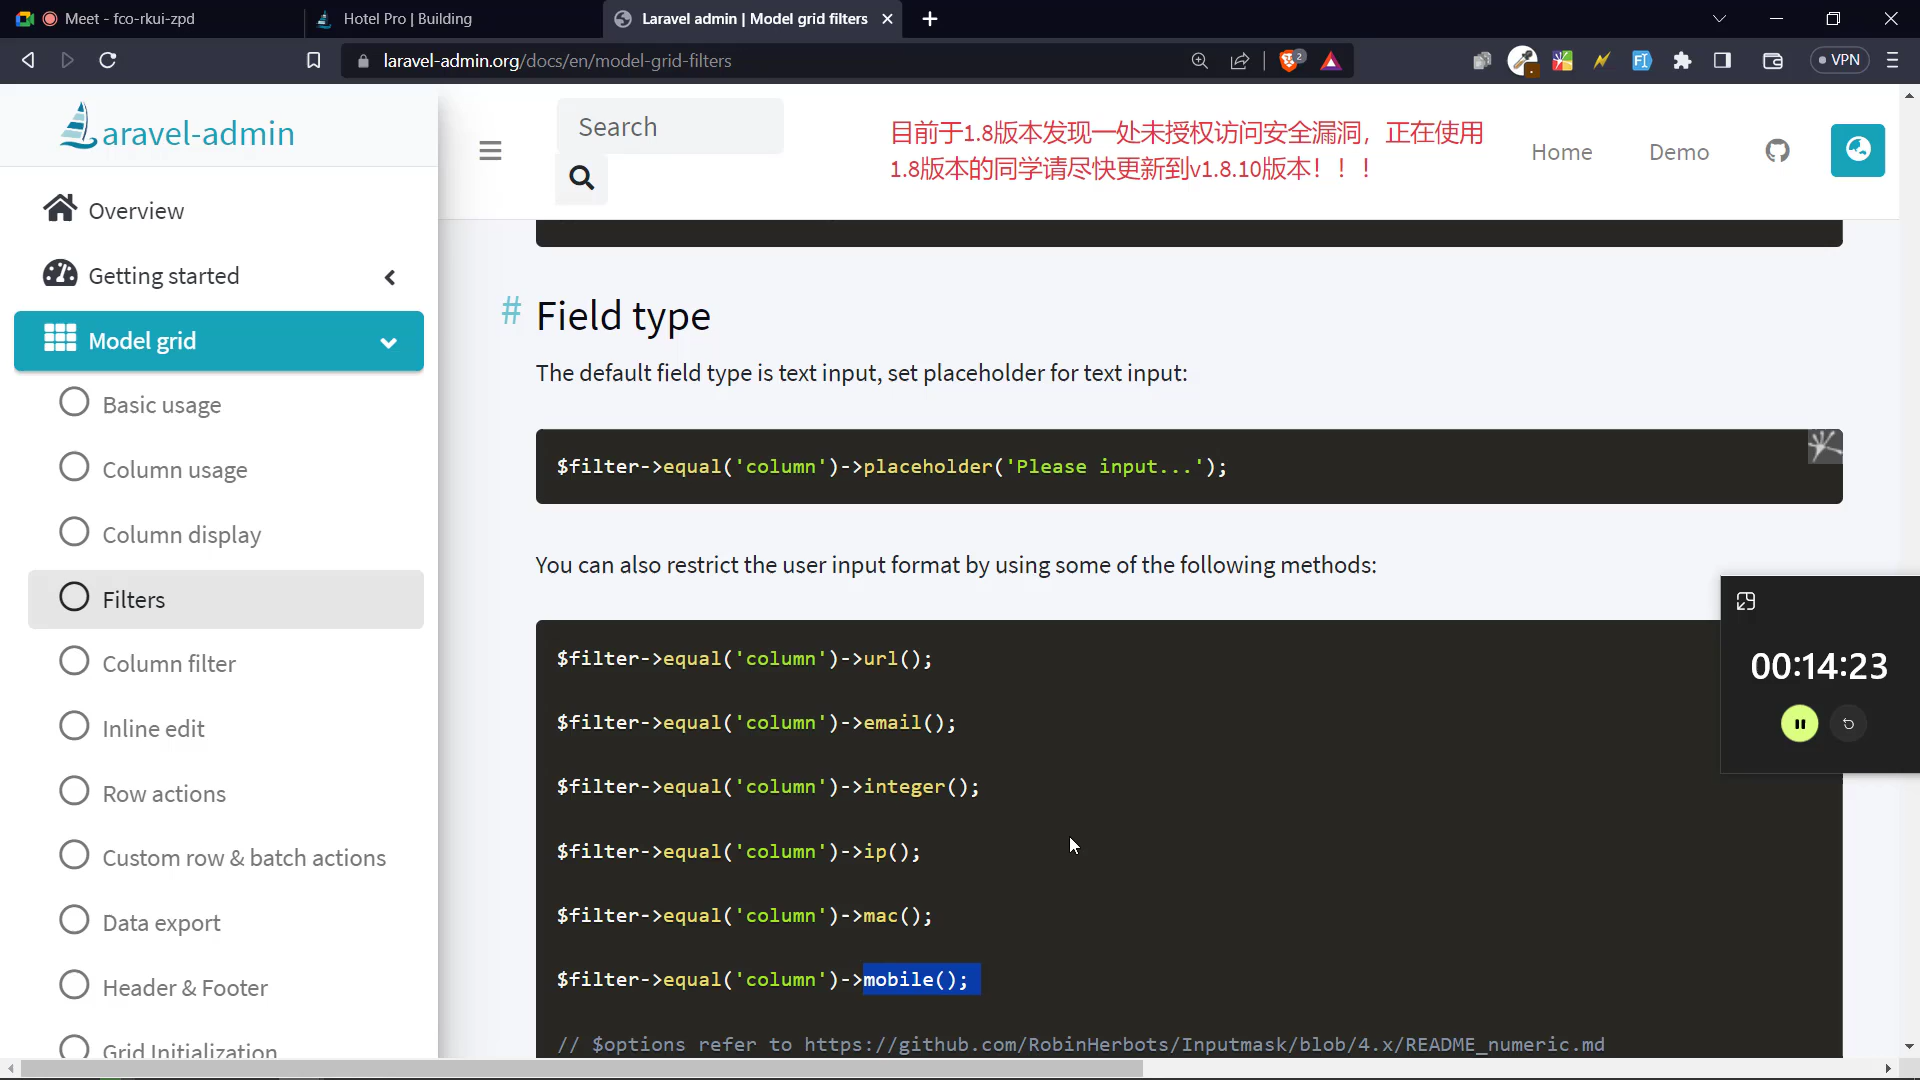 Meet - fco-rkui-zpd
Hotel Pro | Building
Laravel admin | Model grid filters
laravel-admin.org/docs/en/model-grid-filters
2
VPN
aravel-admin
Search
目前于1.8版本发现一处未授权访问安全漏洞，正在使用
1.8版本的同学请尽快更新到v1.8.10版本！！！
Home
Demo
Overview
Getting started
Model grid
Basic usage
Column usage
Column display
Filters
Column filter
Inline edit
Row actions
Custom row & batch actions
Data export
Header & Footer
Grid Initialization
# Field type
The default field type is text input, set placeholder for text input:
$filter->equal('column')->placeholder('Please input...');
You can also restrict the user input format by using some of the following methods:
$filter->equal('column')->url();
$filter->equal('column')->email();
$filter->equal('column')->integer();
$filter->equal('column')->ip();
$filter->equal('column')->mac();
$filter->equal('column')->mobile();
// $options refer to https://github.com/RobinHerbots/Inputmask/blob/4.x/README_numeric.md
00:14:23